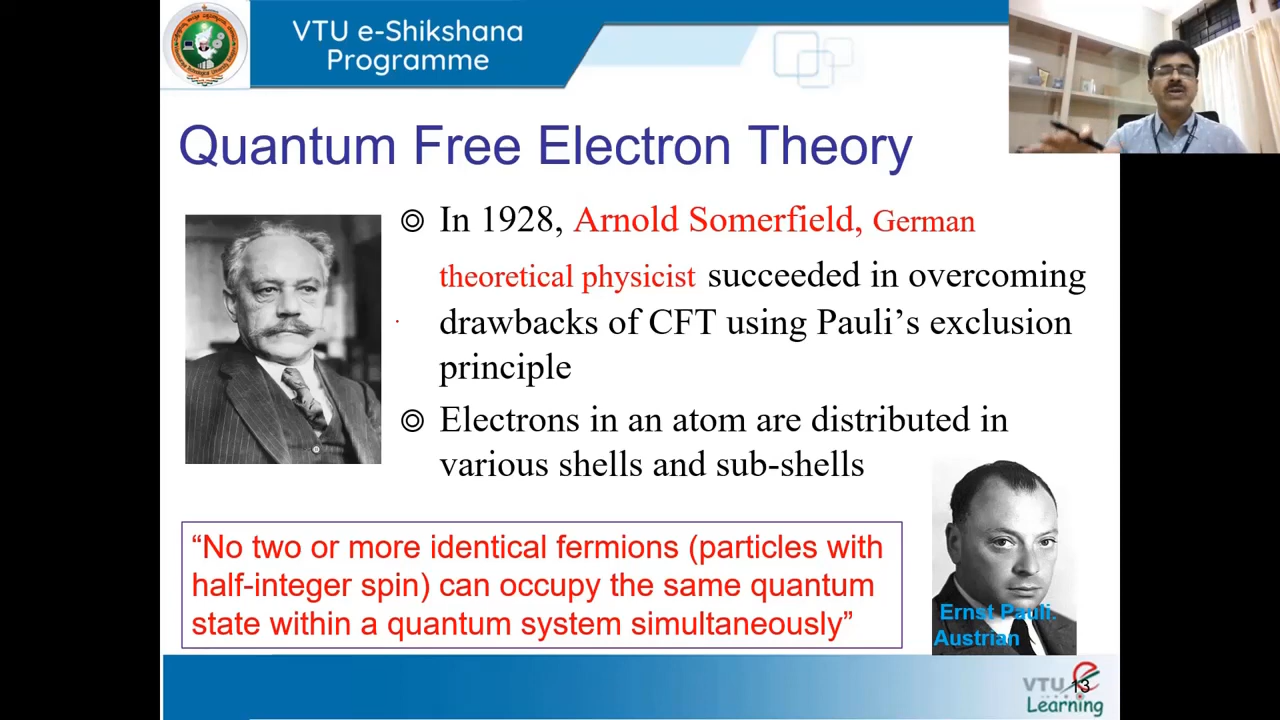 VTU e-Shikshana
Programme
Quantum Free Electron Theory
In 1928, Arnold Somerfield, German
theoretical physicist succeeded in overcoming
drawbacks of CFT using Pauli’s exclusion
principle
Electrons in an atom are distributed in
various shells and sub-shells
“No two or more identical fermions (particles with
half-integer spin) can occupy the same quantum
state within a quantum system simultaneously”
Ernst Pauli.
Austrian
VTU e
13
Learning